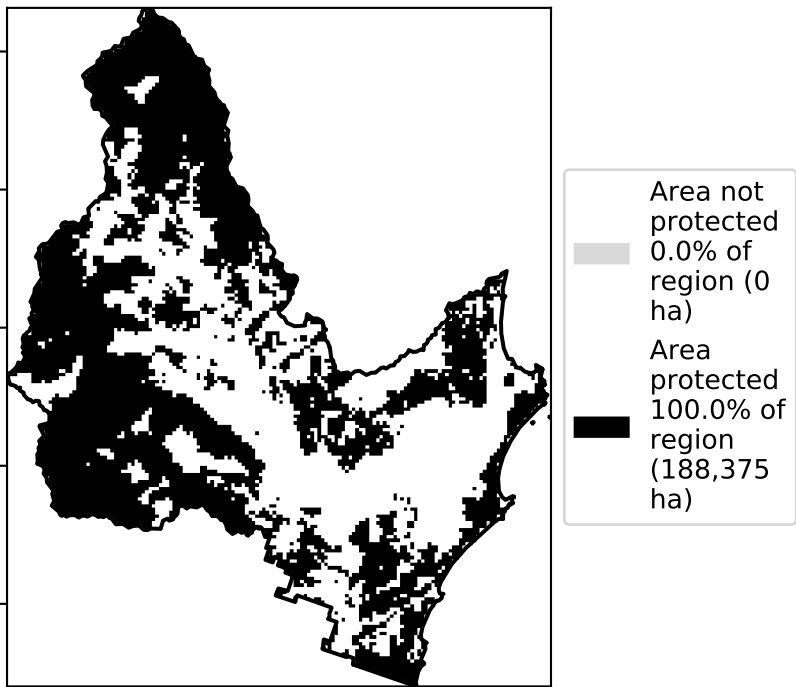 Area not
protected
0.0% of
region (0
ha)
Area
protected
100.0% of
region
(188,375
ha)